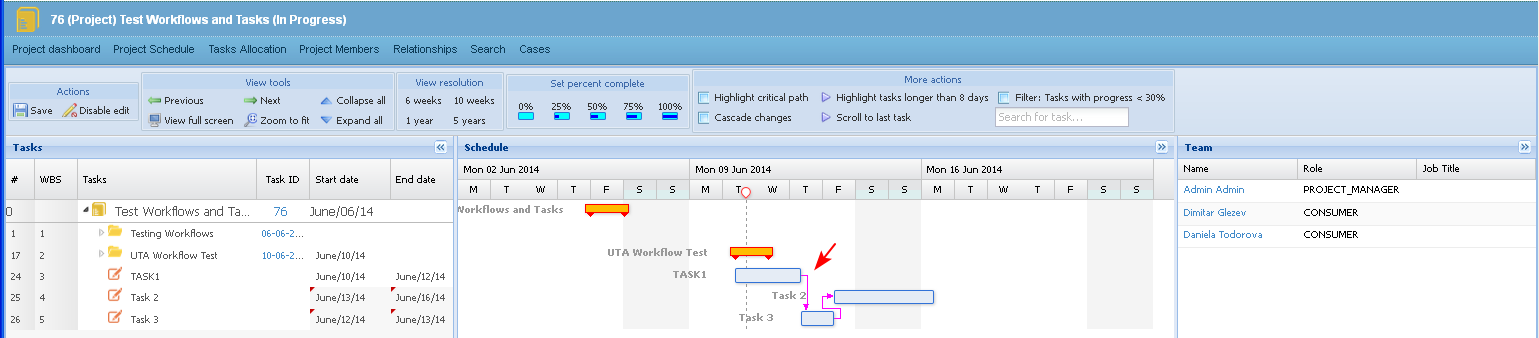 76 (Project) Test Workflows and Tasks (In Progress)
Project dashboard Project Schedule Tasks Allocation Project Members Relationships Search Cases
Actions
Save Disable edit
View tools
Previous Next Collapse all
View full screen Zoom to fit Expand all
View resolution
6 weeks 10 weeks
1 year 5 years
Set percent complete
0% 25% 50% 75% 100%
More actions
Highlight critical path Highlight tasks longer than 8 days Filter: Tasks with progress < 30%
Cascade changes Scroll to last task Search for task...
Tasks
# WBS Tasks Task ID Start date End date
0 Test Workflows and Ta... 76 June/06/14
1 1 Testing Workflows 06-06-2...
17 2 UTA Workflow Test 10-06-2... June/10/14
24 3 TASK1 June/10/14 June/12/14
25 4 Task 2 June/13/14 June/16/14
26 5 Task 3 June/12/14 June/13/14
Schedule
Mon 02 Jun 2014 Mon 09 Jun 2014 Mon 16 Jun 2014
M T W T F S S M T W T F S S M T W T F S S
Workflows and Tasks
UTA Workflow Test
TASK1
Task 2
Task 3
Team
Name Role Job Title
Admin Admin PROJECT_MANAGER
Dimitar Glezev CONSUMER
Daniela Todorova CONSUMER